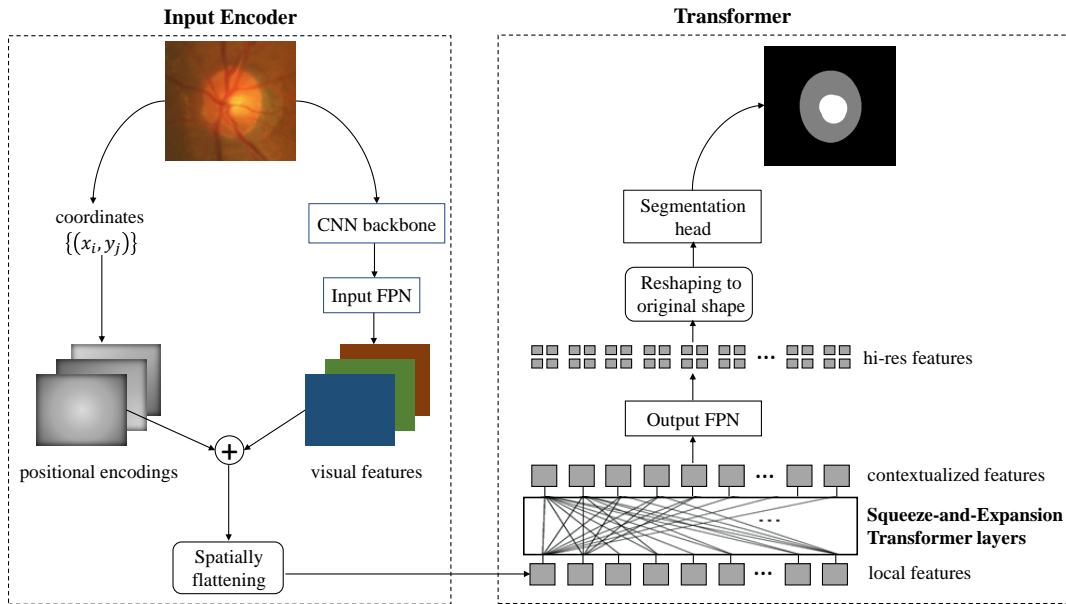 Input Encoder
coordinates
{(x_i, y_j)}
CNN backbone
Input FPN
positional encodings
+
visual features
Spatially
flattening
Transformer
Segmentation
head
Reshaping to
original shape
...
hi-res features
Output FPN
...
contextualized features
...
Squeeze-and-Expansion
Transformer layers
...
local features